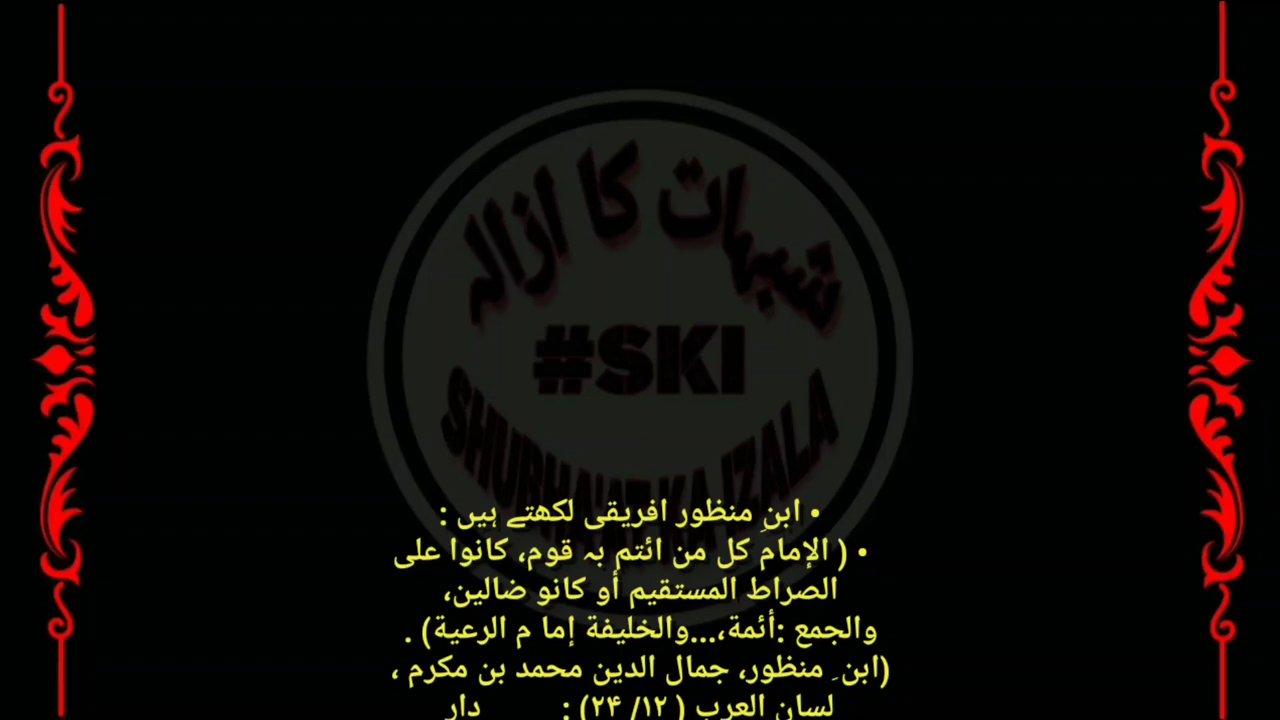 شبہات کا ازالہ
#SKI
SHUBHAAT KA IZALA
• ابنِ منظور افریقی لکھتے ہیں :
• ( الإمام كل من ائتم بہ قوم، كانوا على
الصراط المستقيم أو كانو ضالين،
والجمع :أئمة،...والخليفة إما م الرعية) .
(ابن ِ منظور، جمال الدين محمد بن مكرم ،
لسان العرب ( ۱۲/ ۲۴) : دار